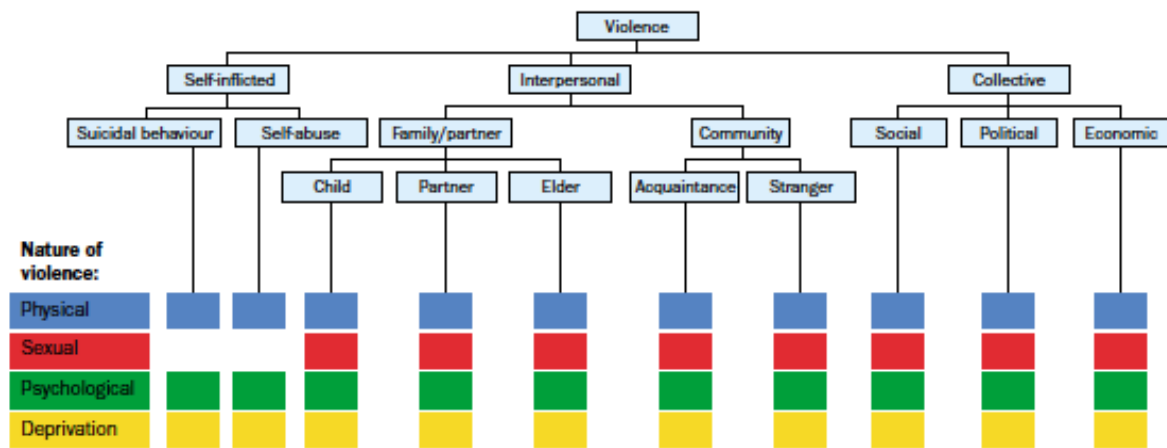 Violence
Self-inflicted
Interpersonal
Collective
Suicidal behaviour
Self-abuse
Family/partner
Community
Social
Political
Economic
Child
Partner
Elder
Acquaintance
Stranger
Nature of
violence:
Physical
Sexual
Psychological
Deprivation